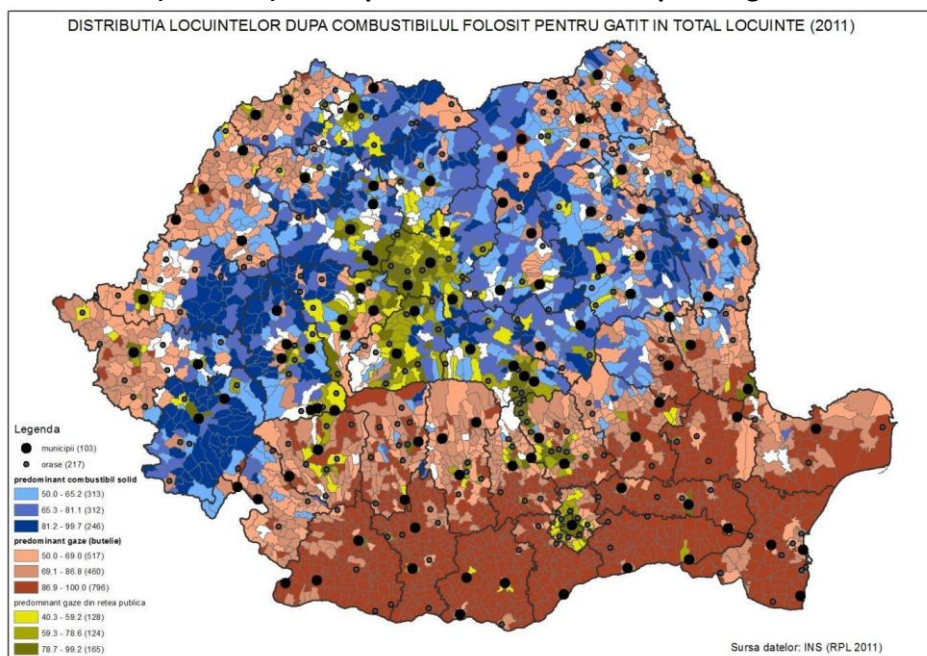 DISTRIBUTIA LOCUINTELOR DUPA COMBUSTIBILUL FOLOSIT PENTRU GATIT IN TOTAL LOCUINTE (2011)
Legenda
municipii (103)
orase (217)
predominant combustibil solid
50.0 - 65.2 (313)
65.3 - 81.1 (312)
81.2 - 99.7 (246)
predominant gaze (butelie)
50.0 - 69.0 (517)
69.1 - 86.8 (460)
86.9 - 100.0 (796)
predominant gaze din retea publica
40.3 - 59.2 (128)
59.3 - 78.6 (124)
78.7 - 99.2 (165)
Sursa datelor: INS (RPL 2011)